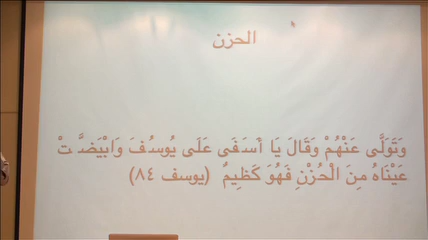 الحزن
وَتَوَلَّى عَنْهُمْ وَقَالَ يَا أَسَفَى عَلَى يُوسُفَ وَابْيَضَّتْ
عَيْنَاهُ مِنَ الْحُزْنِ فَهُوَ كَظِيمٌ (يوسف ٨٤)